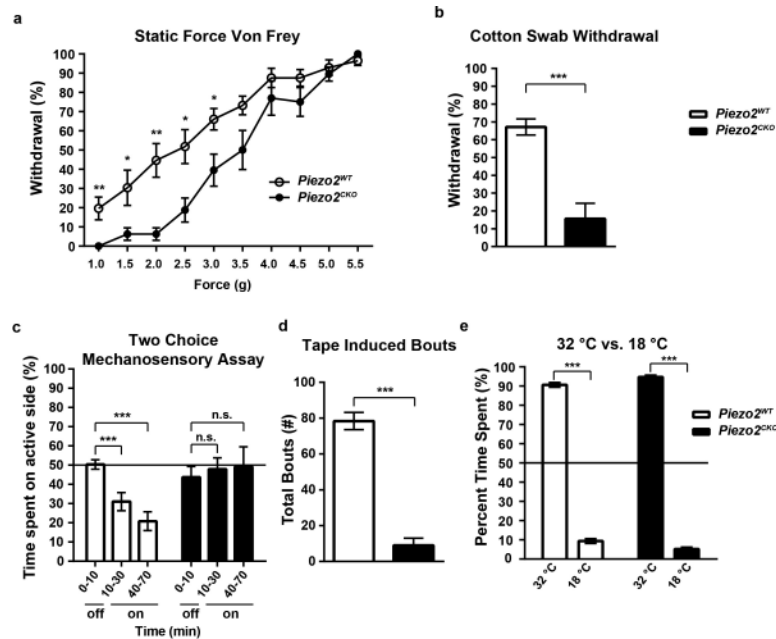 a
Static Force Von Frey
Withdrawal (%)
100
90
80
70
60
50
40
30
20
10
0
**
*
**
*
*
Piezo2WT
Piezo2CKO
1.0 1.5 2.0 2.5 3.0 3.5 4.0 4.5 5.0 5.5
Force (g)
b
Cotton Swab Withdrawal
Withdrawal (%)
100
90
80
70
60
50
40
30
20
10
0
***
Piezo2WT
Piezo2CKO
c
Two Choice
Mechanosensory Assay
Time spent on active side (%)
100
90
80
70
60
50
40
30
20
10
0
***
***
n.s.
n.s.
0-10 10-30 40-70 0-10 10-30 40-70
off on off on
Time (min)
d
Tape Induced Bouts
Total Bouts (#)
100
80
60
40
20
0
***
e
32 °C vs. 18 °C
Percent Time Spent (%)
100
90
80
70
60
50
40
30
20
10
0
***
***
32 °C 18 °C 32 °C 18 °C
Piezo2WT
Piezo2CKO